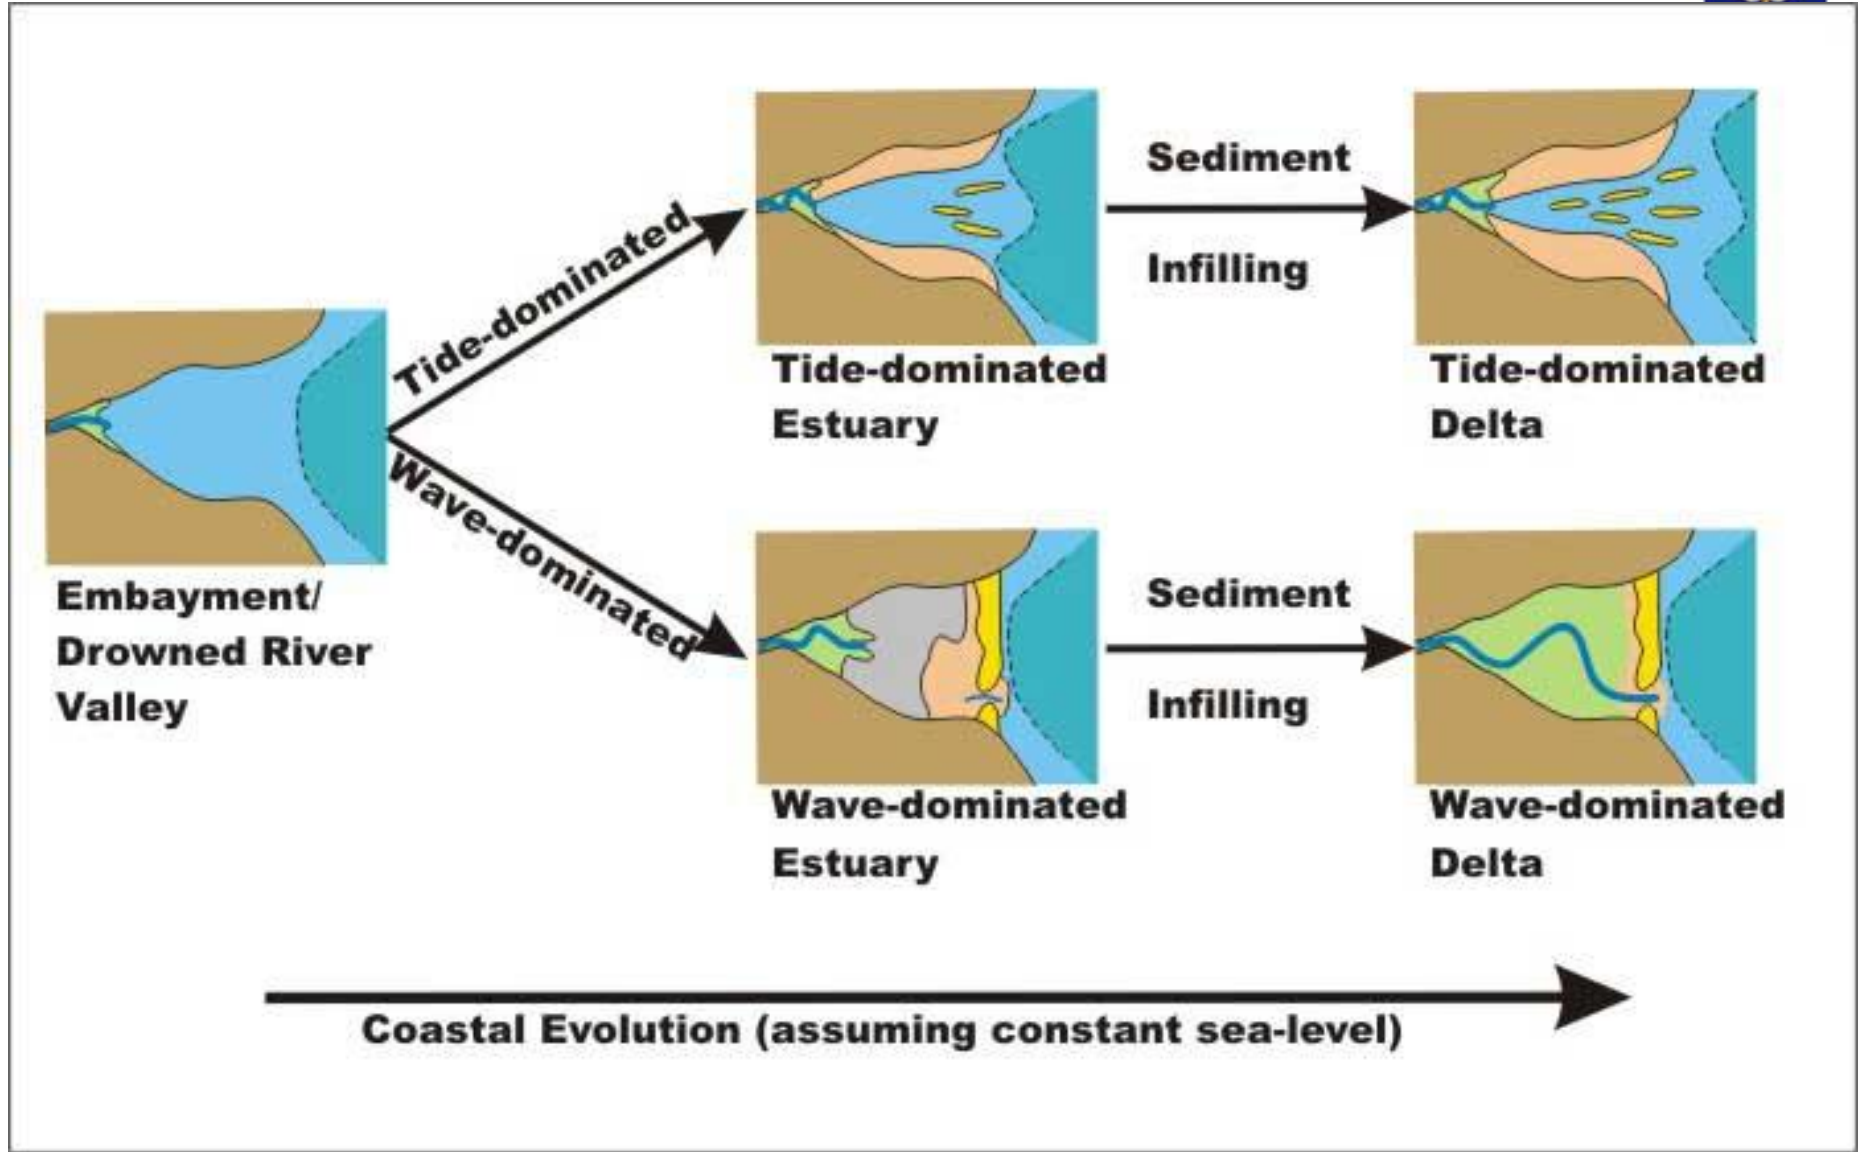 Tide-dominated
Wave-dominated
Embayment/
Drowned River
Valley
Tide-dominated
Estuary
Sediment
Infilling
Tide-dominated
Delta
Wave-dominated
Estuary
Sediment
Infilling
Wave-dominated
Delta
Coastal Evolution (assuming constant sea-level)